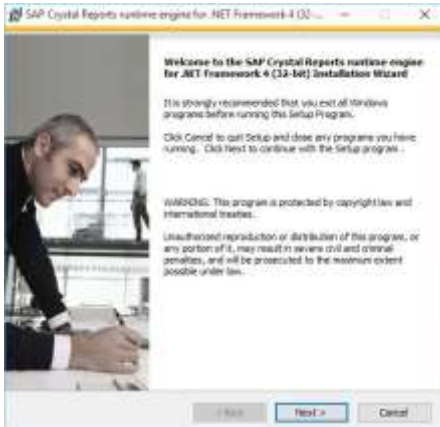 SAP Crystal Reports runtime engine for .NET Framework 4 (32-...
Welcome to the SAP Crystal Reports runtime engine
for .NET Framework 4 (32-bit) Installation Wizard
It is strongly recommended that you exit all Windows
programs before running this Setup Program.
Click Cancel to quit Setup and close any programs you have
running. Click Next to continue with the Setup program .
WARNING: This program is protected by copyright law and
international treaties.
Unauthorized reproduction or distribution of this program, or
any portion of it, may result in severe civil and criminal
penalties, and will be prosecuted to the maximum extent
possible under law.
< Back
Next >
Cancel